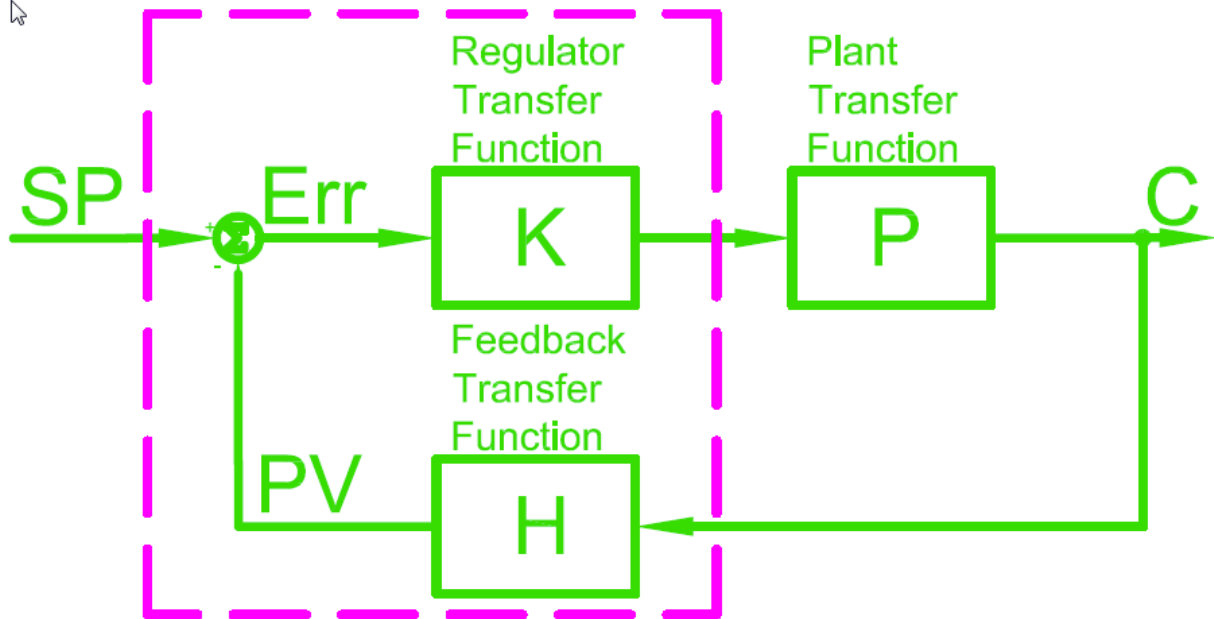 Regulator
Transfer
Function
Plant
Transfer
Function
SP
+
Σ
-
Err
K
P
C
Feedback
Transfer
Function
PV
H